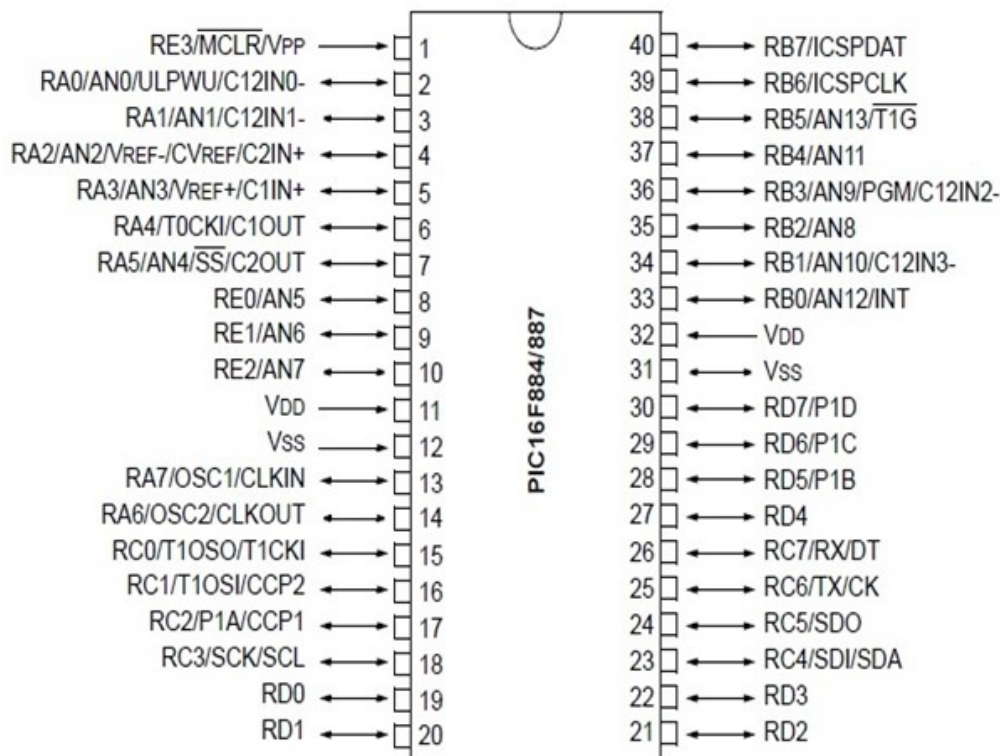 RE3/MCLR/VPP 1
RA0/AN0/ULPWU/C12IN0- 2
RA1/AN1/C12IN1- 3
RA2/AN2/VREF-/CVREF/C2IN+ 4
RA3/AN3/VREF+/C1IN+ 5
RA4/T0CKI/C1OUT 6
RA5/AN4/SS/C2OUT 7
RE0/AN5 8
RE1/AN6 9
RE2/AN7 10
VDD 11
VSS 12
RA7/OSC1/CLKIN 13
RA6/OSC2/CLKOUT 14
RC0/T1OSO/T1CKI 15
RC1/T1OSI/CCP2 16
RC2/P1A/CCP1 17
RC3/SCK/SCL 18
RD0 19
RD1 20
PIC16F884/887
40 RB7/ICSPDAT
39 RB6/ICSPCLK
38 RB5/AN13/T1G
37 RB4/AN11
36 RB3/AN9/PGM/C12IN2-
35 RB2/AN8
34 RB1/AN10/C12IN3-
33 RB0/AN12/INT
32 VDD
31 VSS
30 RD7/P1D
29 RD6/P1C
28 RD5/P1B
27 RD4
26 RC7/RX/DT
25 RC6/TX/CK
24 RC5/SDO
23 RC4/SDI/SDA
22 RD3
21 RD2